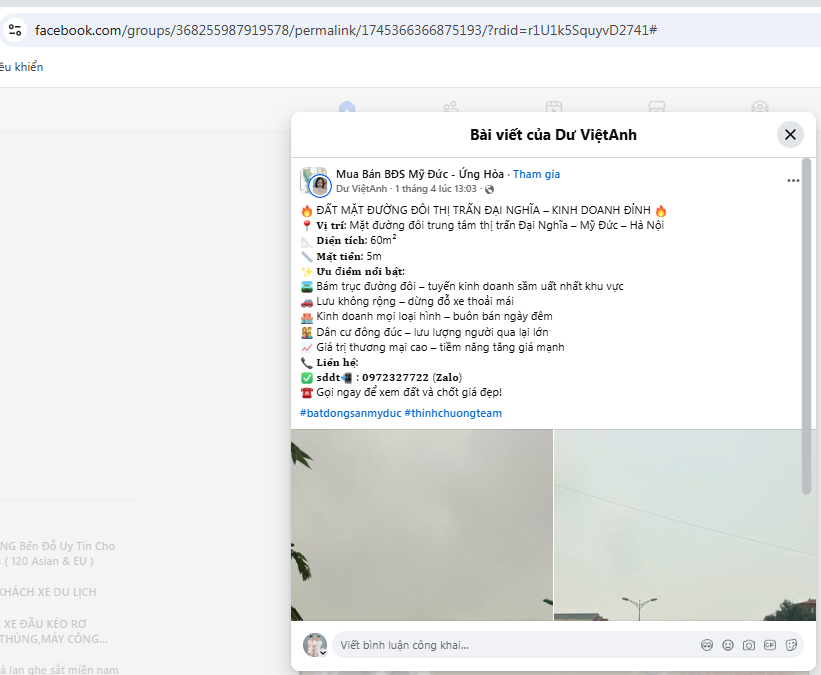 facebook.com/groups/368255987919578/permalink/1745366366875193/?rdid=r1U1k5SquyvD2741#
êu khiển
Bài viết của Dư ViệtAnh
Mua Bán BĐS Mỹ Đức - Ứng Hòa · Tham gia
Dư ViệtAnh · 1 tháng 4 lúc 13:03 ·
🔥 ĐẤT MẶT ĐƯỜNG ĐÔI THỊ TRẤN ĐẠI NGHĨA – KINH DOANH ĐỈNH 🔥
📍 Vị trí: Mặt đường đôi trung tâm thị trấn Đại Nghĩa – Mỹ Đức – Hà Nội
📐 Diện tích: 60m²
📏 Mặt tiền: 5m
✨ Ưu điểm nổi bật:
🛣️ Bám trục đường đôi – tuyến kinh doanh sầm uất nhất khu vực
🚗 Lưu không rộng – dừng đỗ xe thoải mái
🏪 Kinh doanh mọi loại hình – buôn bán ngày đêm
👨‍👩‍👧‍👦 Dân cư đông đúc – lưu lượng người qua lại lớn
📈 Giá trị thương mại cao – tiềm năng tăng giá mạnh
📞 Liên hệ:
✅ sddt📲 : 0972327722 (Zalo)
☎️ Gọi ngay để xem đất và chốt giá đẹp!
#batdongsanmyduc #thinhchuongteam
NG Bến Đỗ Uy Tín Cho
( 120 Asian & EU )
KHÁCH XE DU LỊCH
XE ĐẦU KÉO RƠ
THÙNG,MÁY CÔNG...
á lan ghe sắt miền nam
Viết bình luận công khai...
GIF